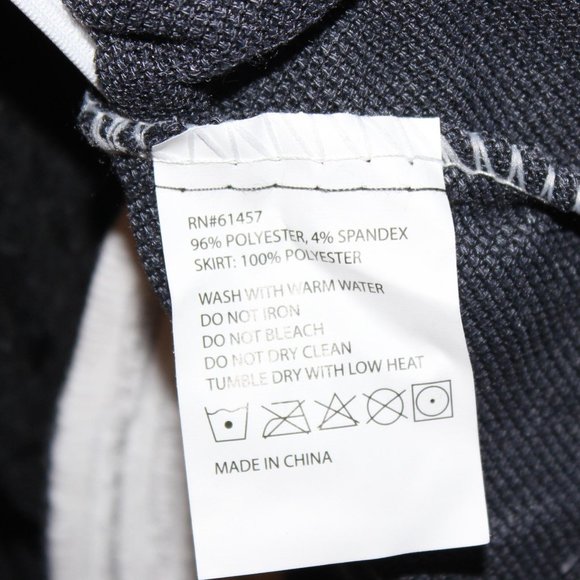 RN#61457
96% POLYESTER, 4% SPANDEX
SKIRT: 100% POLYESTER
WASH WITH WARM WATER
DO NOT IRON
DO NOT BLEACH
DO NOT DRY CLEAN
TUMBLE DRY WITH LOW HEAT
MADE IN CHINA